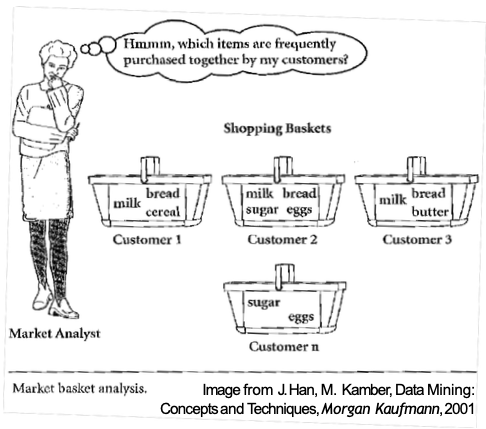 Hmmm, which items are frequently
purchased together by my customers?
Shopping Baskets
milk bread
cereal
Customer 1
milk bread
sugar eggs
Customer 2
milk bread
butter
Customer 3
sugar
eggs
Customer n
Market Analyst
Market basket analysis.
Image from J. Han, M. Kamber, Data Mining:
Concepts and Techniques, Morgan Kaufmann, 2001